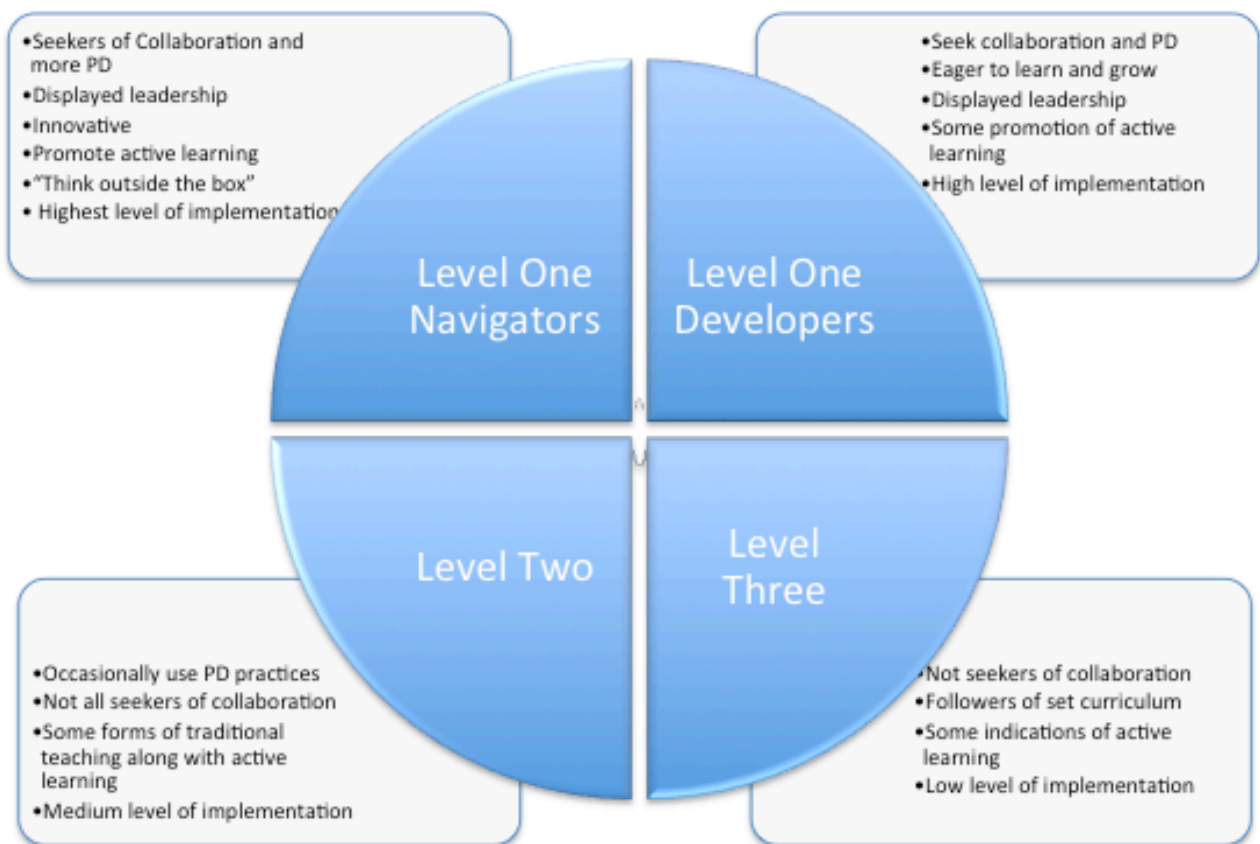 •Seekers of Collaboration and
more PD
•Displayed leadership
•Innovative
•Promote active learning
•“Think outside the box”
• Highest level of implementation
•Seek collaboration and PD
•Eager to learn and grow
•Displayed leadership
•Some promotion of active
learning
•High level of implementation
Level One
Navigators
Level One
Developers
Level Two
Level
Three
•Occasionally use PD practices
•Not all seekers of collaboration
•Some forms of traditional
teaching along with active
learning
•Medium level of implementation
•Not seekers of collaboration
•Followers of set curriculum
•Some indications of active
learning
•Low level of implementation